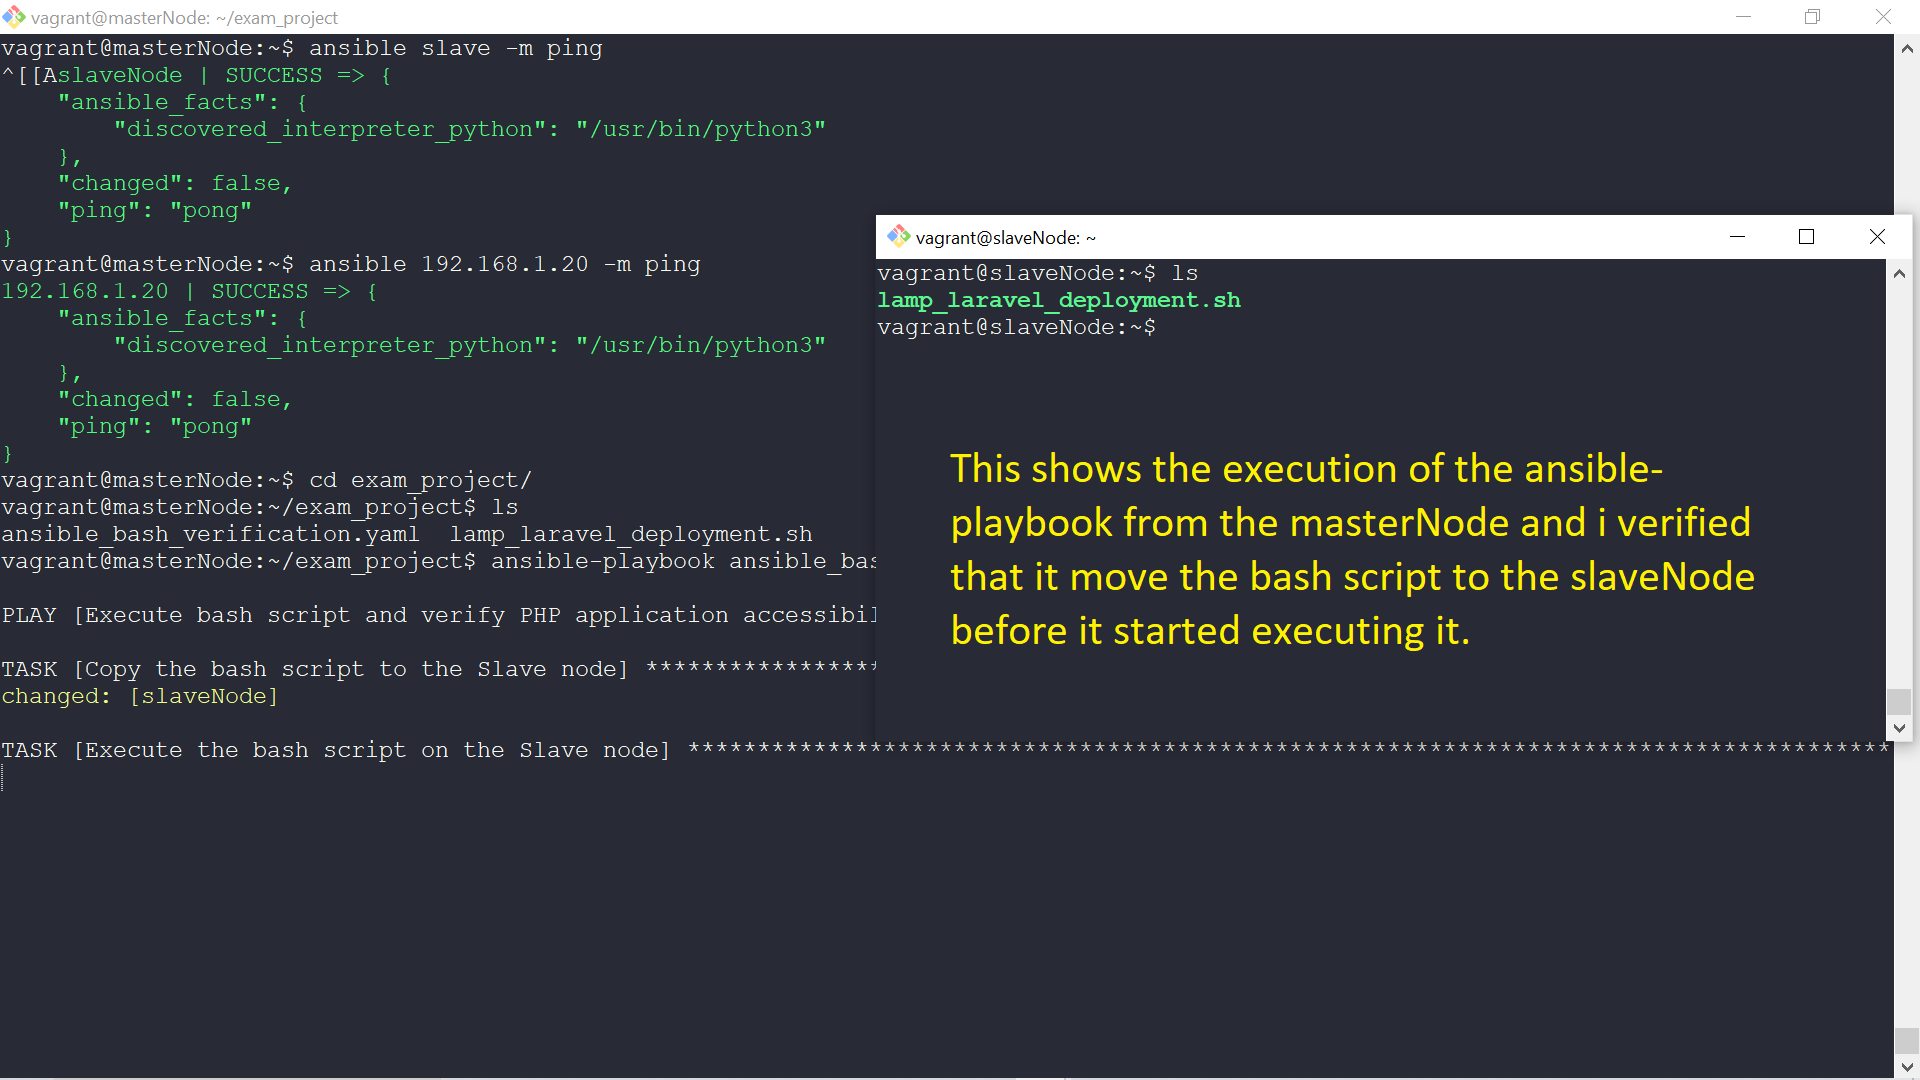 vagrant@masterNode: ~/exam_project
vagrant@masterNode:~$ ansible slave -m ping
^[[AslaveNode | SUCCESS => {
    "ansible_facts": {
        "discovered_interpreter_python": "/usr/bin/python3"
    },
    "changed": false,
    "ping": "pong"
}
vagrant@masterNode:~$ ansible 192.168.1.20 -m ping
192.168.1.20 | SUCCESS => {
    "ansible_facts": {
        "discovered_interpreter_python": "/usr/bin/python3"
    },
    "changed": false,
    "ping": "pong"
}
vagrant@masterNode:~$ cd exam_project/
vagrant@masterNode:~/exam_project$ ls
ansible_bash_verification.yaml  lamp_laravel_deployment.sh
vagrant@masterNode:~/exam_project$ ansible-playbook ansible_bas
PLAY [Execute bash script and verify PHP application accessibil
TASK [Copy the bash script to the Slave node] *****************
changed: [slaveNode]
TASK [Execute the bash script on the Slave node] **************************************************************************************
vagrant@slaveNode: ~
vagrant@slaveNode:~$ ls
lamp_laravel_deployment.sh
vagrant@slaveNode:~$
This shows the execution of the ansible-
playbook from the masterNode and i verified
that it move the bash script to the slaveNode
before it started executing it.